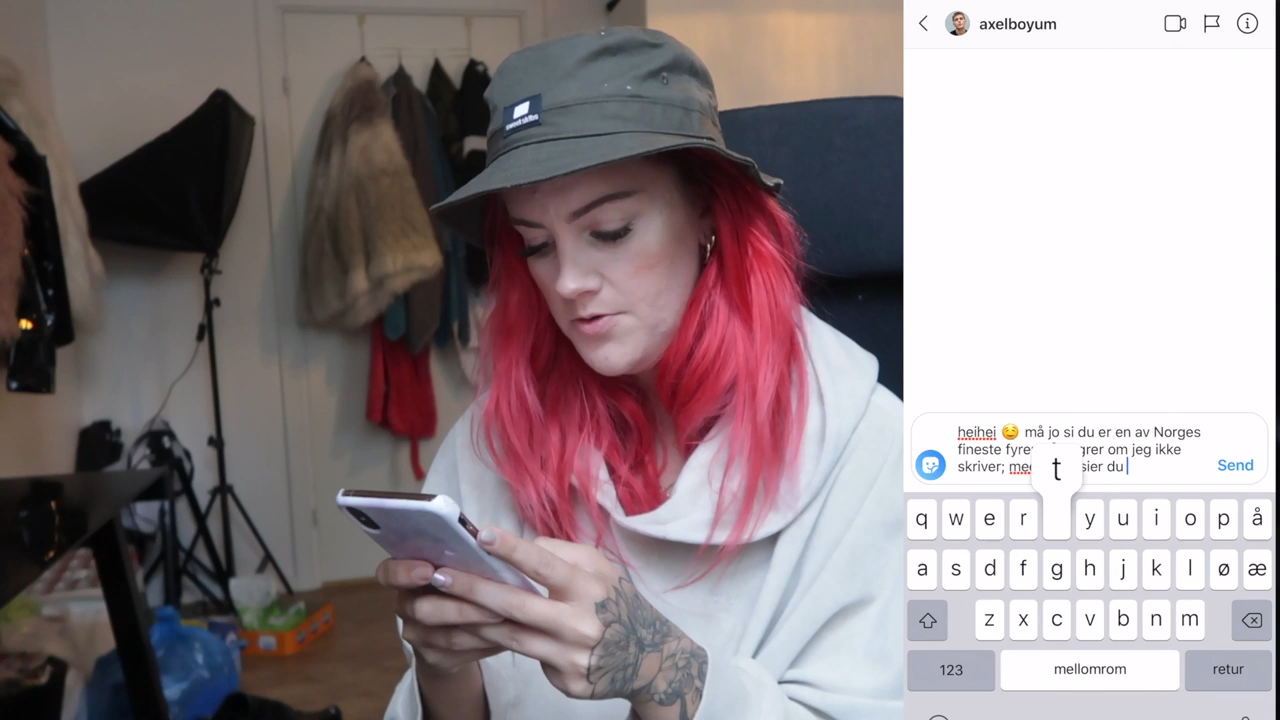 axelboyum
heihej 😏 må jo si du er en av Norges
fineste fyre grer om jeg ikke
skriver; sier du
Send
t
q w e r y u i o p å
a s d f g h j k l ø æ
z x c v b n m
123 mellomrom retur